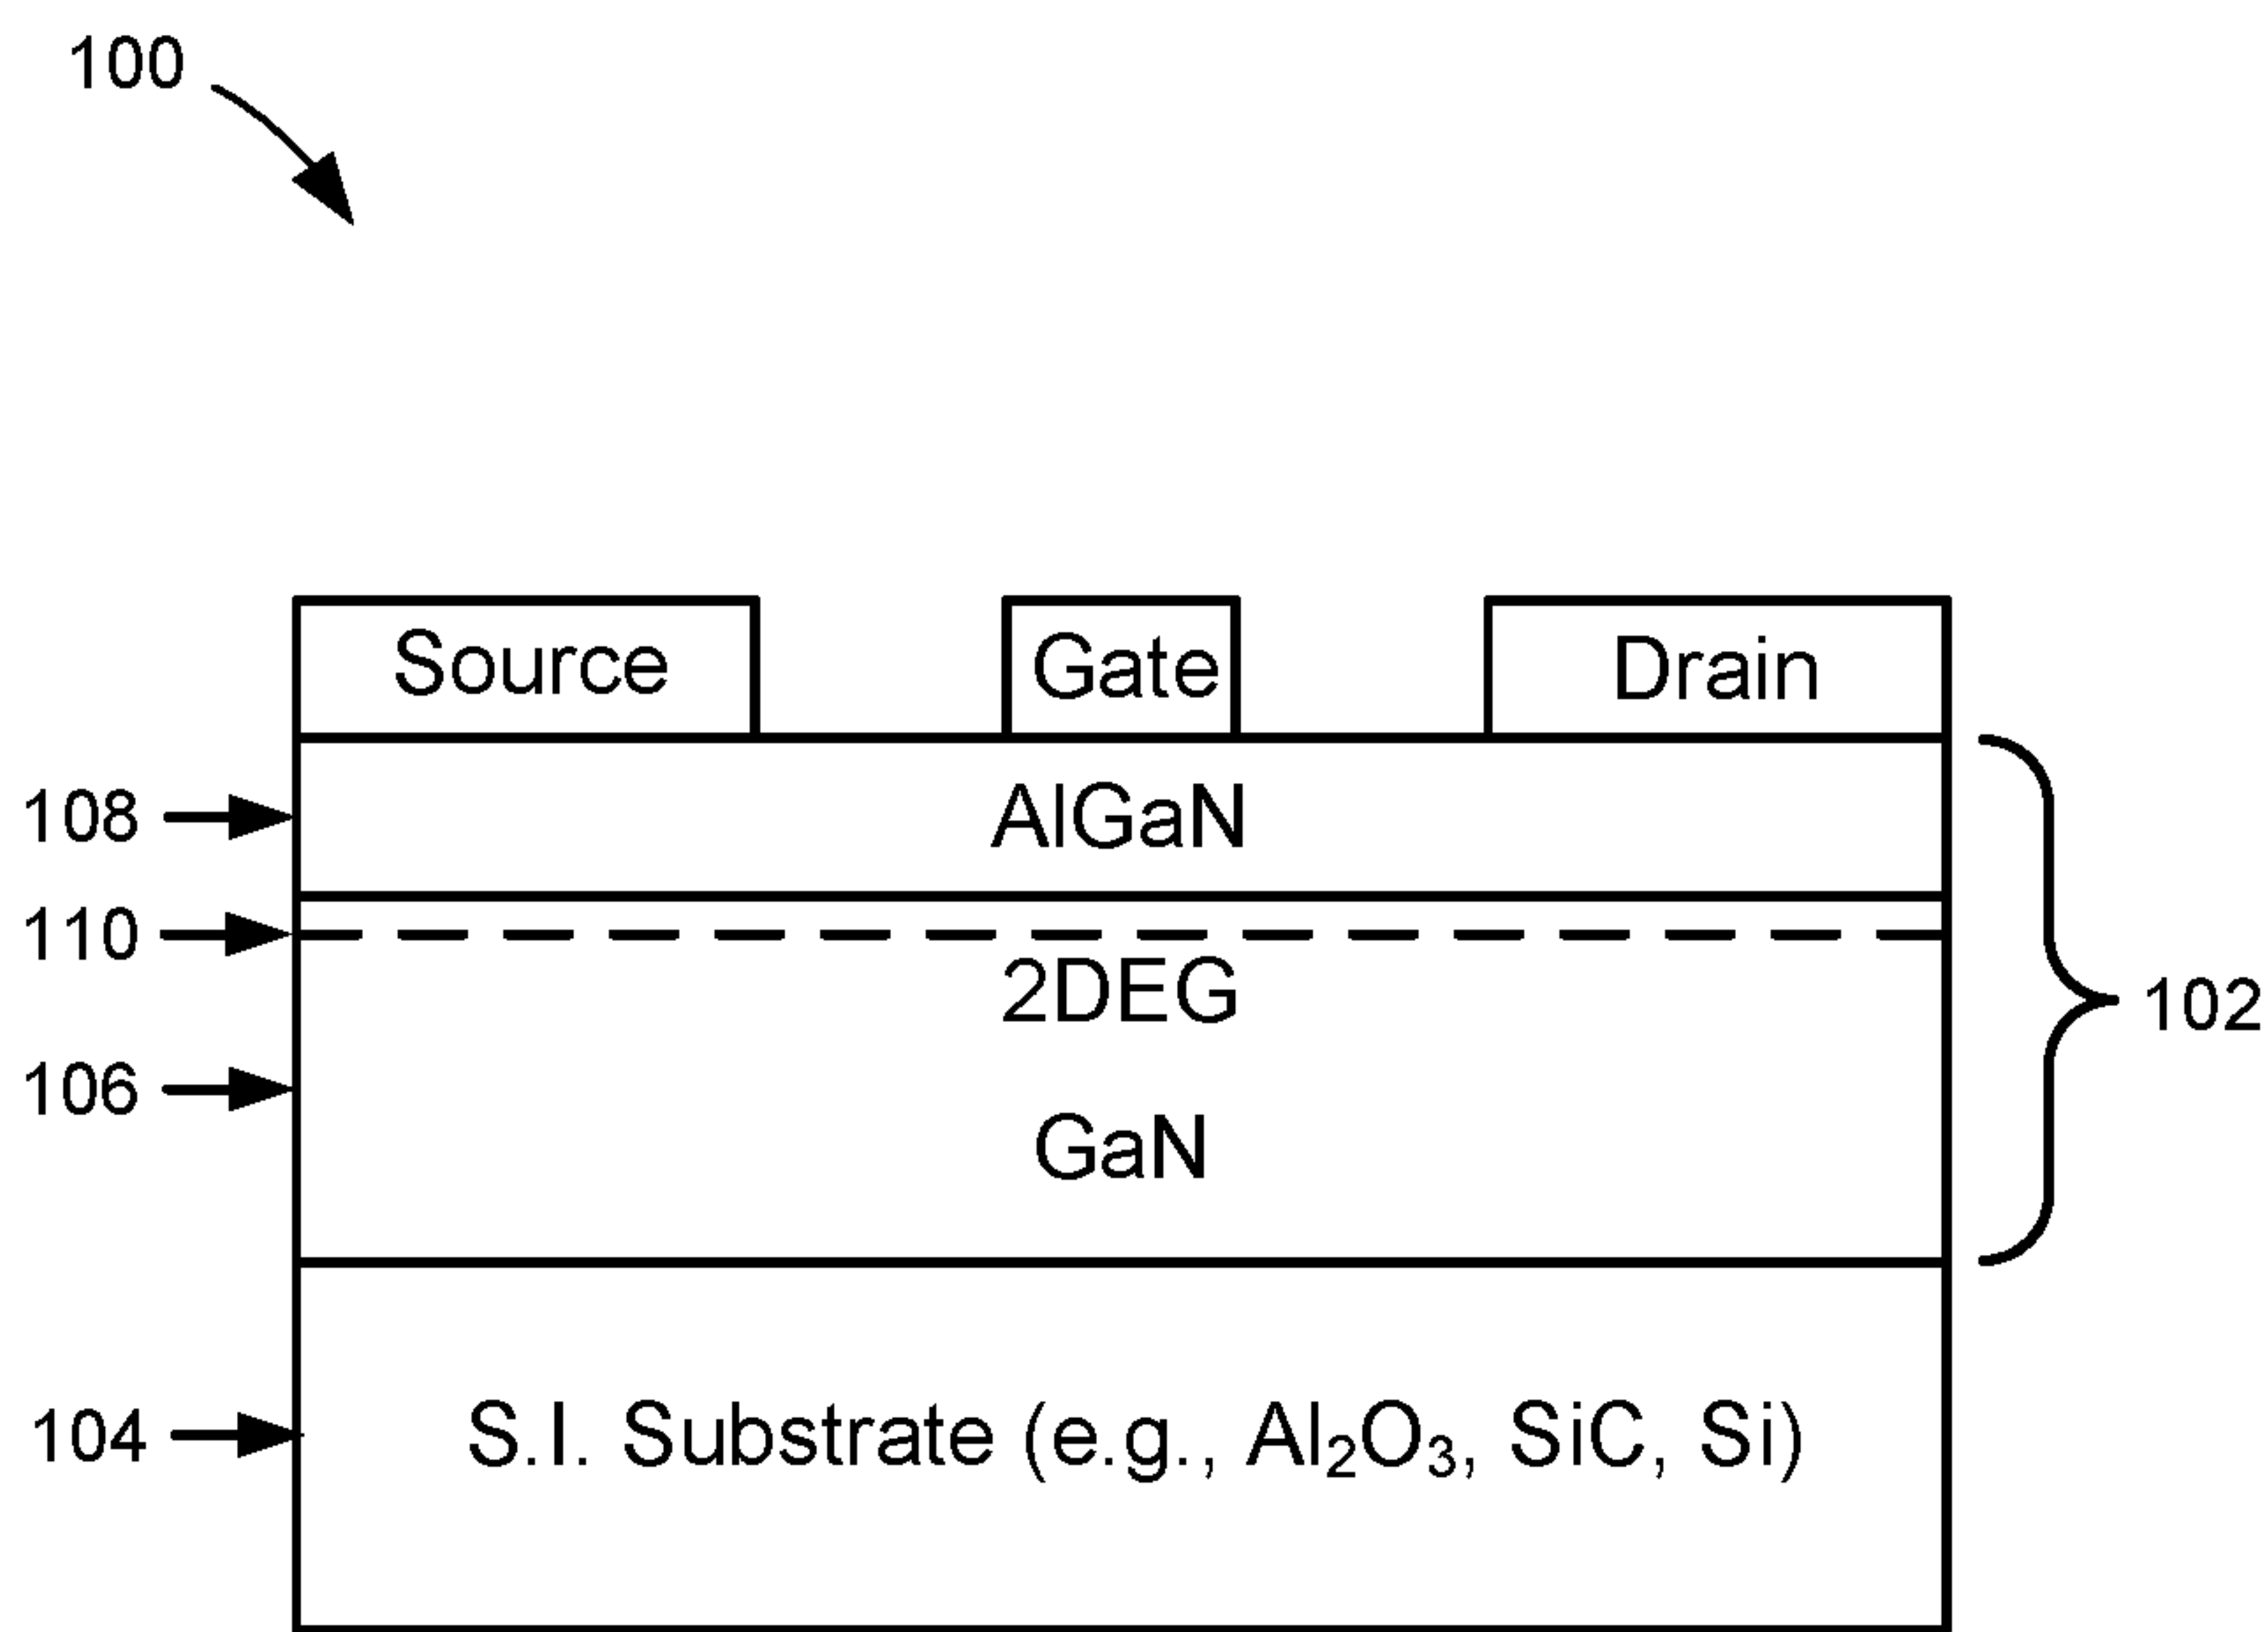 100
Source Gate Drain
108 AlGaN
110
2DEG
102
106
GaN
104 S.I. Substrate (e.g., Al₂O₃, SiC, Si)